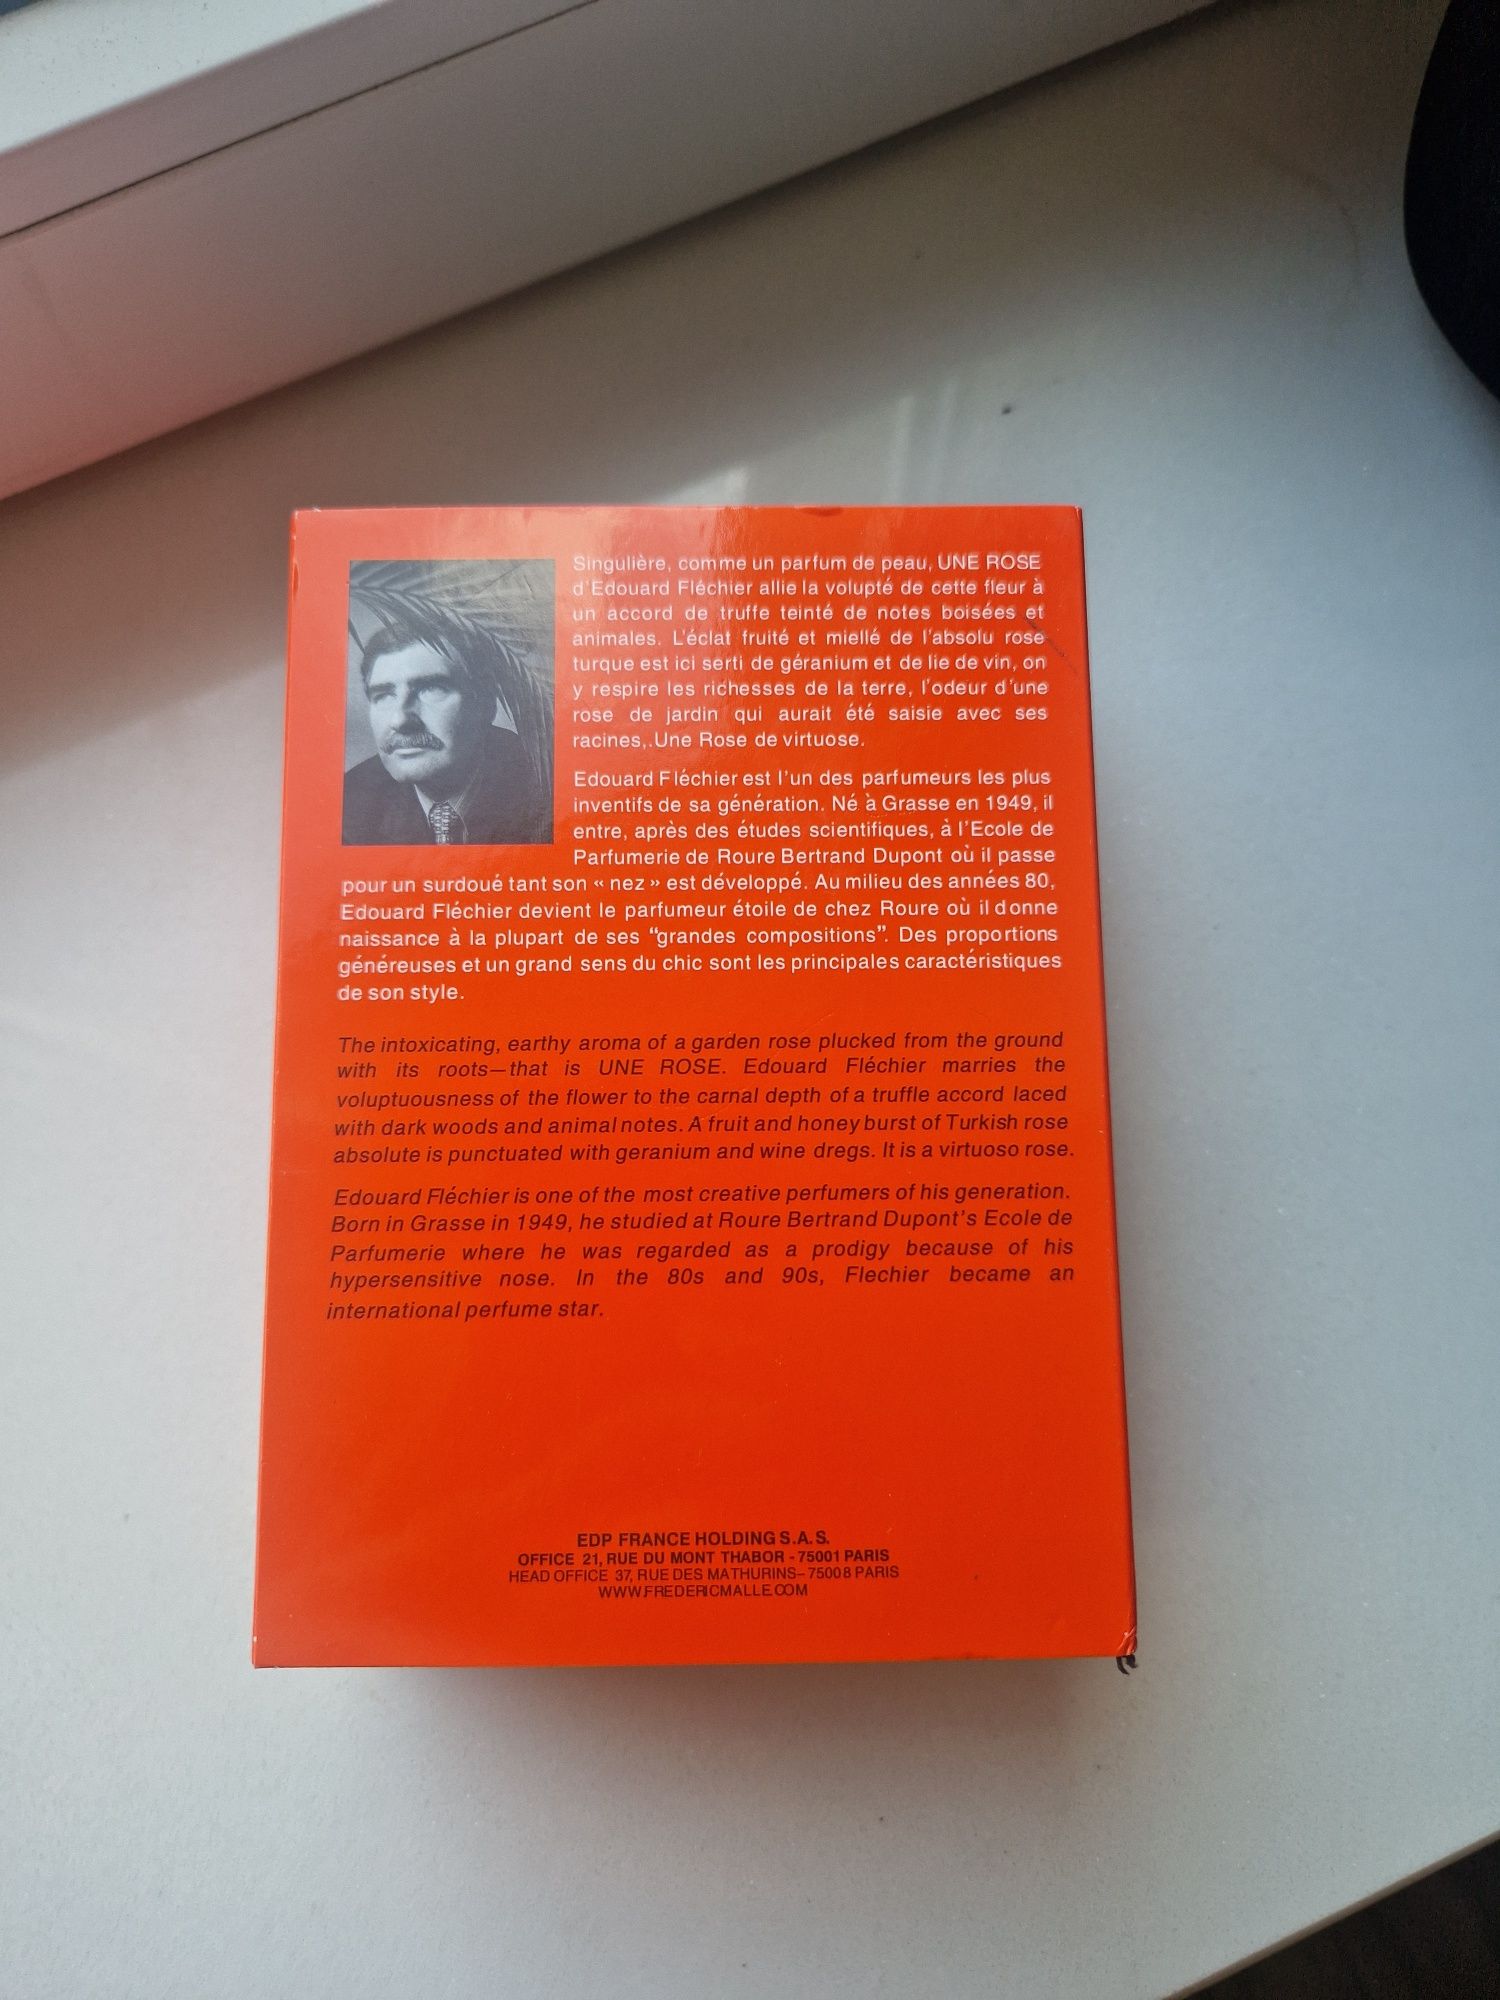 Singulière, comme un parfum de peau, UNE ROSE
d'Edouard Fléchier allie la volupté de cette fleur à
un accord de truffe teinté de notes boisées et
animales. L'éclat fruité et miellé de l'absolu rose
turque est ici serti de géranium et de lie de vin, on
y respire les richesses de la terre, l'odeur d'une
rose de jardin qui aurait été saisie avec ses
racines,.Une Rose de virtuose.
Edouard Fléchier est l'un des parfumeurs les plus
inventifs de sa génération. Né à Grasse en 1949, il
entre, après des études scientifiques, à l'Ecole de
Parfumerie de Roure Bertrand Dupont où il passe
pour un surdoué tant son « nez » est développé. Au milieu des années 80,
Edouard Fléchier devient le parfumeur étoile de chez Roure où il donne
naissance à la plupart de ses “grandes compositions”. Des proportions
généreuses et un grand sens du chic sont les principales caractéristiques
de son style.
The intoxicating, earthy aroma of a garden rose plucked from the ground
with its roots—that is UNE ROSE. Edouard Fléchier marries the
voluptuousness of the flower to the carnal depth of a truffle accord laced
with dark woods and animal notes. A fruit and honey burst of Turkish rose
absolute is punctuated with geranium and wine dregs. It is a virtuoso rose.
Edouard Fléchier is one of the most creative perfumers of his generation.
Born in Grasse in 1949, he studied at Roure Bertrand Dupont's Ecole de
Parfumerie where he was regarded as a prodigy because of his
hypersensitive nose. In the 80s and 90s, Flechier became an
international perfume star.
EDP FRANCE HOLDING S.A.S.
OFFICE 21, RUE DU MONT THABOR - 75001 PARIS
HEAD OFFICE 37, RUE DES MATHURINS– 75008 PARIS
WWW.FREDERICMALLE.COM